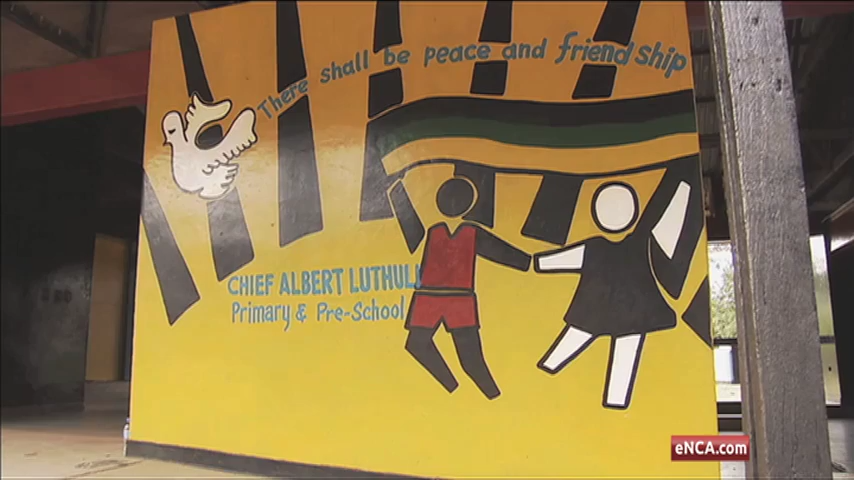 There shall be peace and friendship
CHIEF ALBERT LUTHULI
Primary & Pre-School
eNCA.com